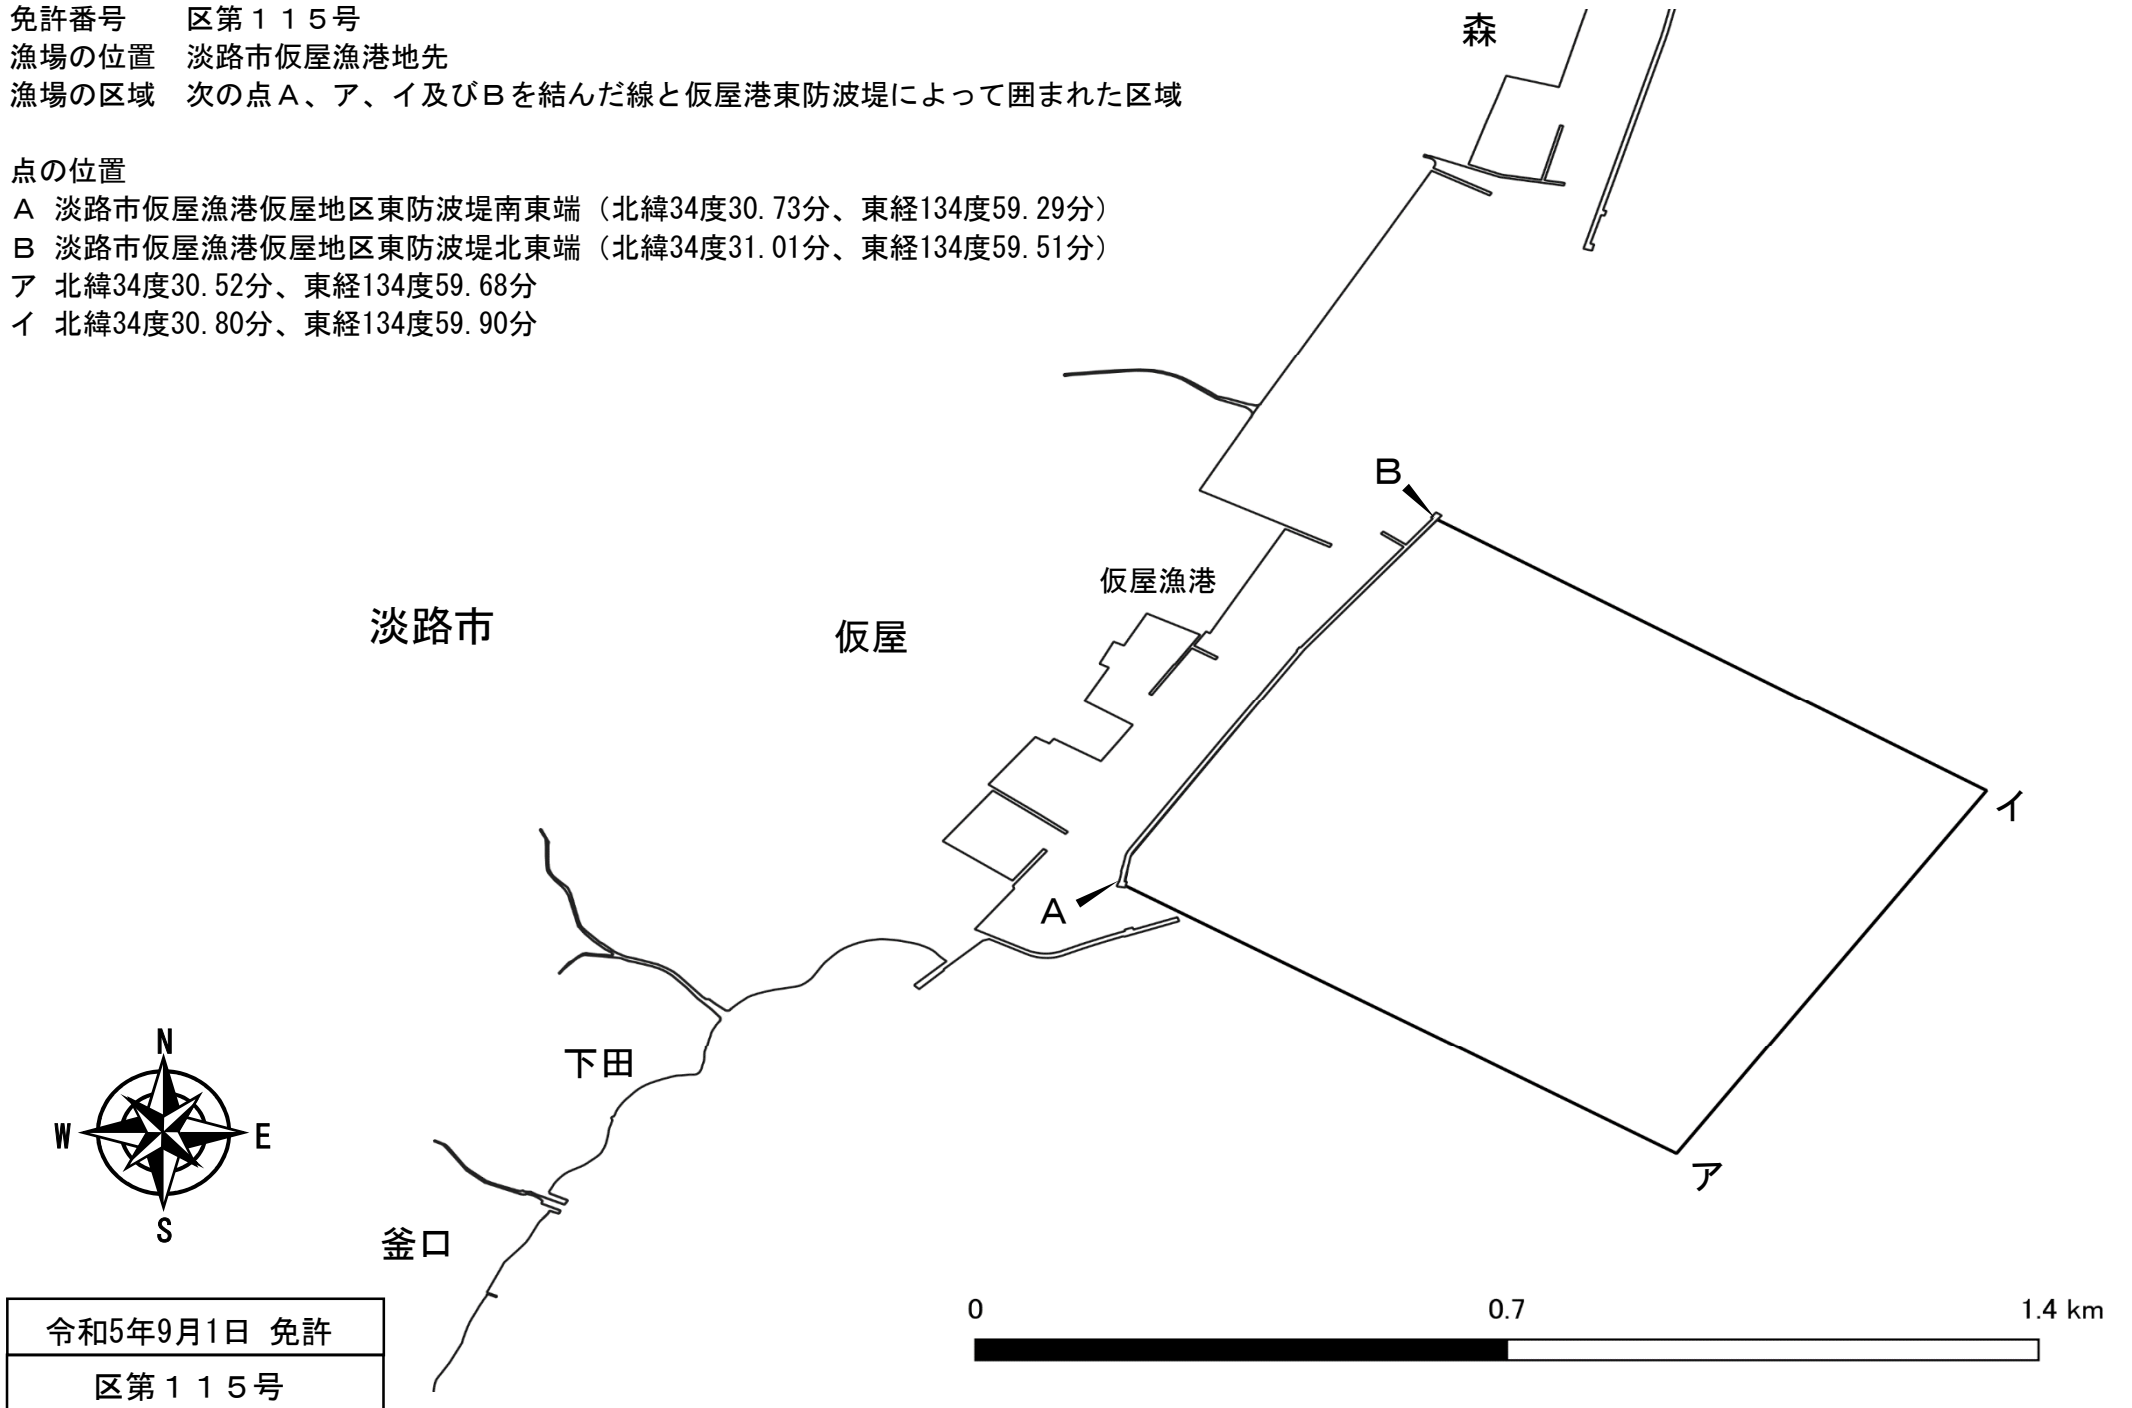 免許番号　　区第１１５号
漁場の位置　淡路市仮屋漁港地先
漁場の区域　次の点Ａ、ア、イ及びＢを結んだ線と仮屋港東防波堤によって囲まれた区域
点の位置
Ａ 淡路市仮屋漁港仮屋地区東防波堤南東端（北緯34度30.73分、東経134度59.29分）
Ｂ 淡路市仮屋漁港仮屋地区東防波堤北東端（北緯34度31.01分、東経134度59.51分）
ア 北緯34度30.52分、東経134度59.68分
イ 北緯34度30.80分、東経134度59.90分
森
B
仮屋漁港
淡路市
仮屋
イ
A
下田
ア
N
W
E
S
釜口
0
0.7
1.4 km
令和5年9月1日 免許
区第１１５号